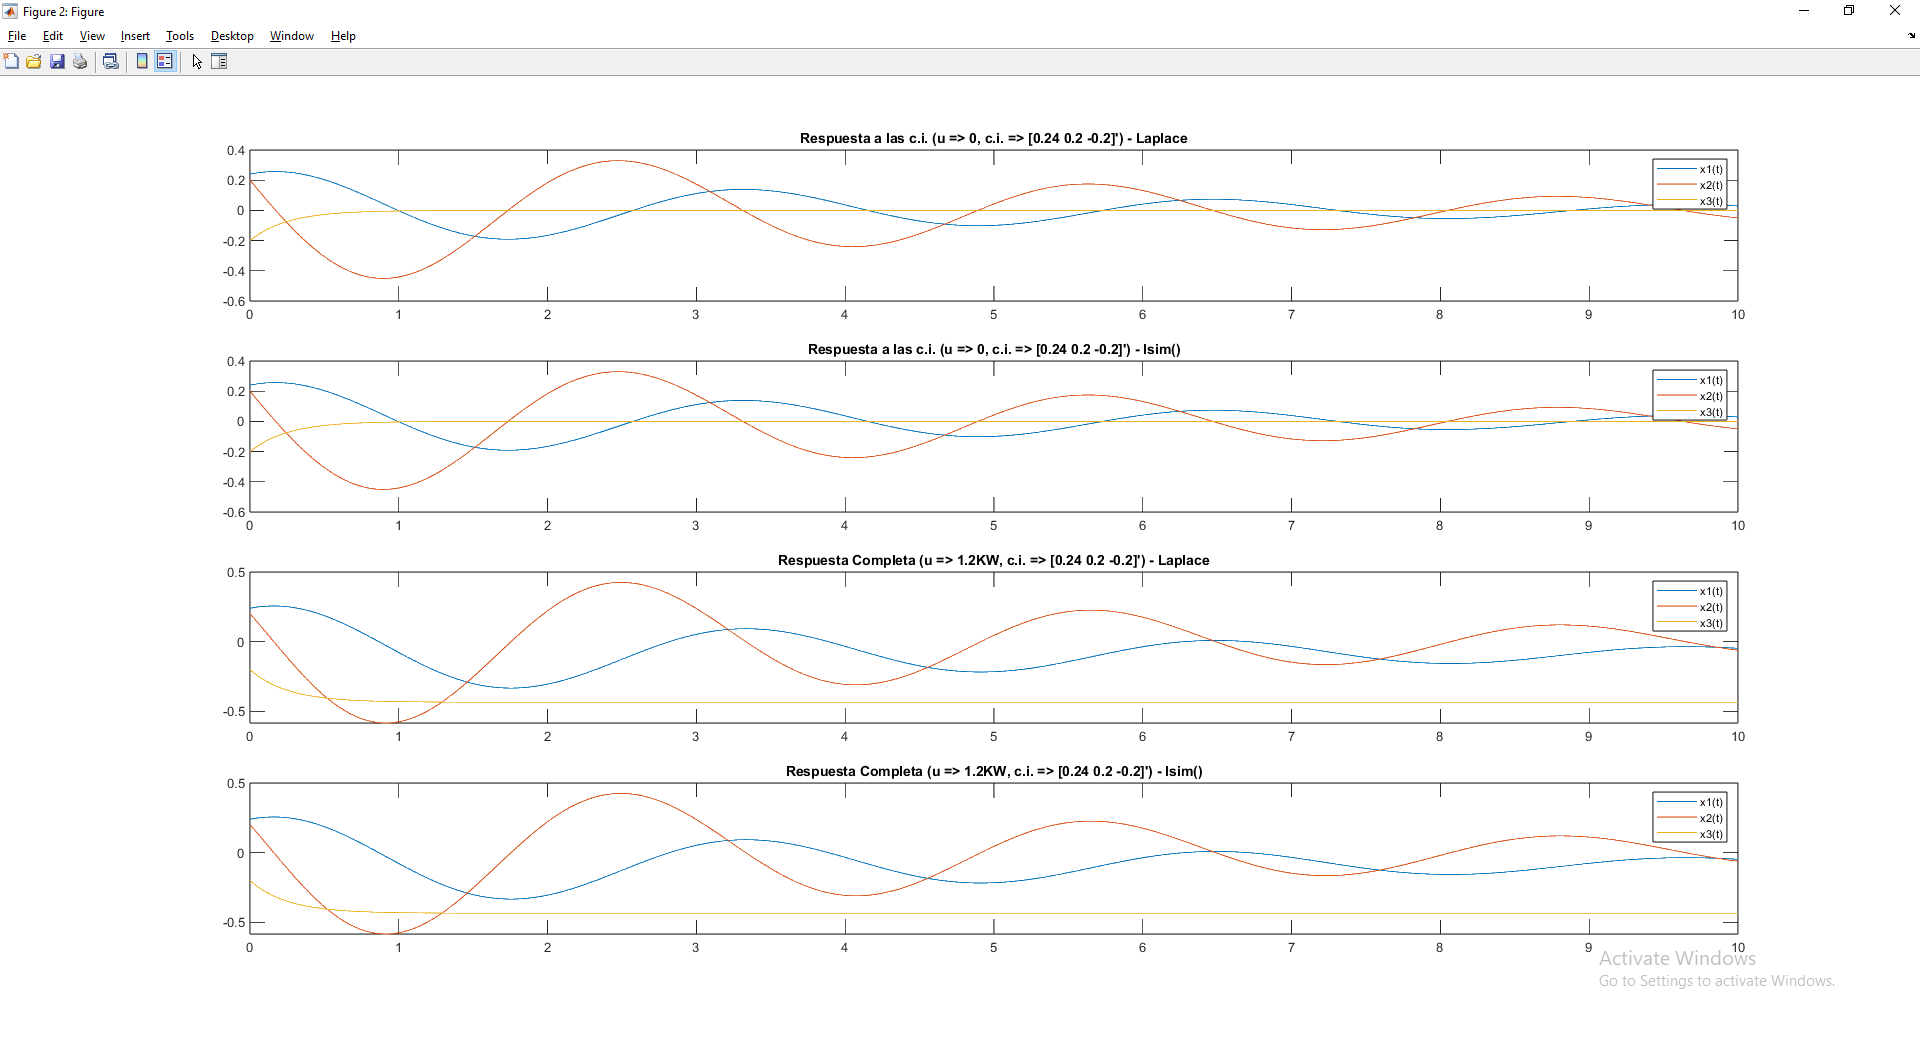 Figure 2: Figure
File Edit View Insert Tools Desktop Window Help
Respuesta a las c.i. (u => 0, c.i. => [0.24 0.2 -0.2]') - Laplace
0.4
0.2
0
-0.2
-0.4
-0.6
x1(t)
x2(t)
x3(t)
0 1 2 3 4 5 6 7 8 9 10
Respuesta a las c.i. (u => 0, c.i. => [0.24 0.2 -0.2]') - lsim()
0.4
0.2
0
-0.2
-0.4
-0.6
x1(t)
x2(t)
x3(t)
0 1 2 3 4 5 6 7 8 9 10
Respuesta Completa (u => 1.2KW, c.i. => [0.24 0.2 -0.2]') - Laplace
0.5
0
-0.5
x1(t)
x2(t)
x3(t)
0 1 2 3 4 5 6 7 8 9 10
Respuesta Completa (u => 1.2KW, c.i. => [0.24 0.2 -0.2]') - lsim()
0.5
0
-0.5
x1(t)
x2(t)
x3(t)
0 1 2 3 4 5 6 7 8 9 10
Activate Windows
Go to Settings to activate Windows.